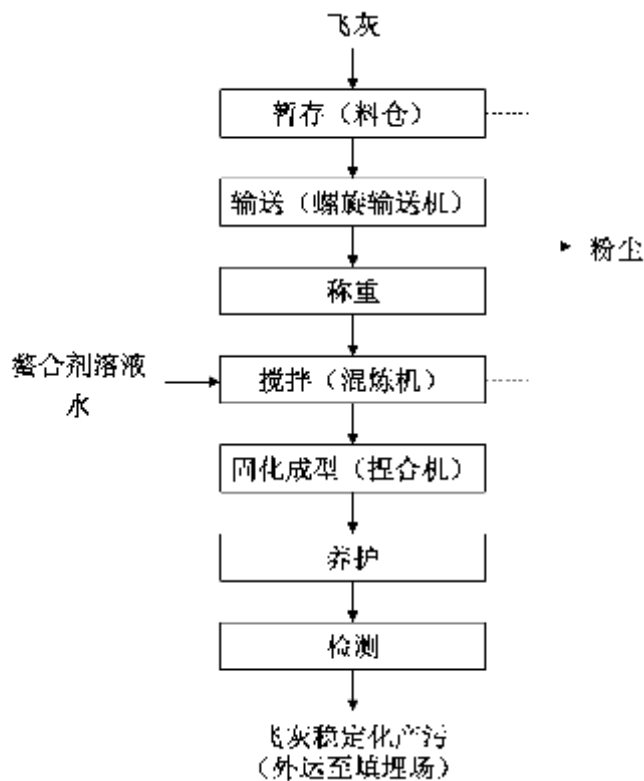 飞灰
暂存（料仓）
输送（螺旋输送机）
粉尘
称重
螯合剂溶液
水
搅拌（混炼机）
固化成型（捏合机）
养护
检测
飞灰稳定化产污
（外运至填埋场）